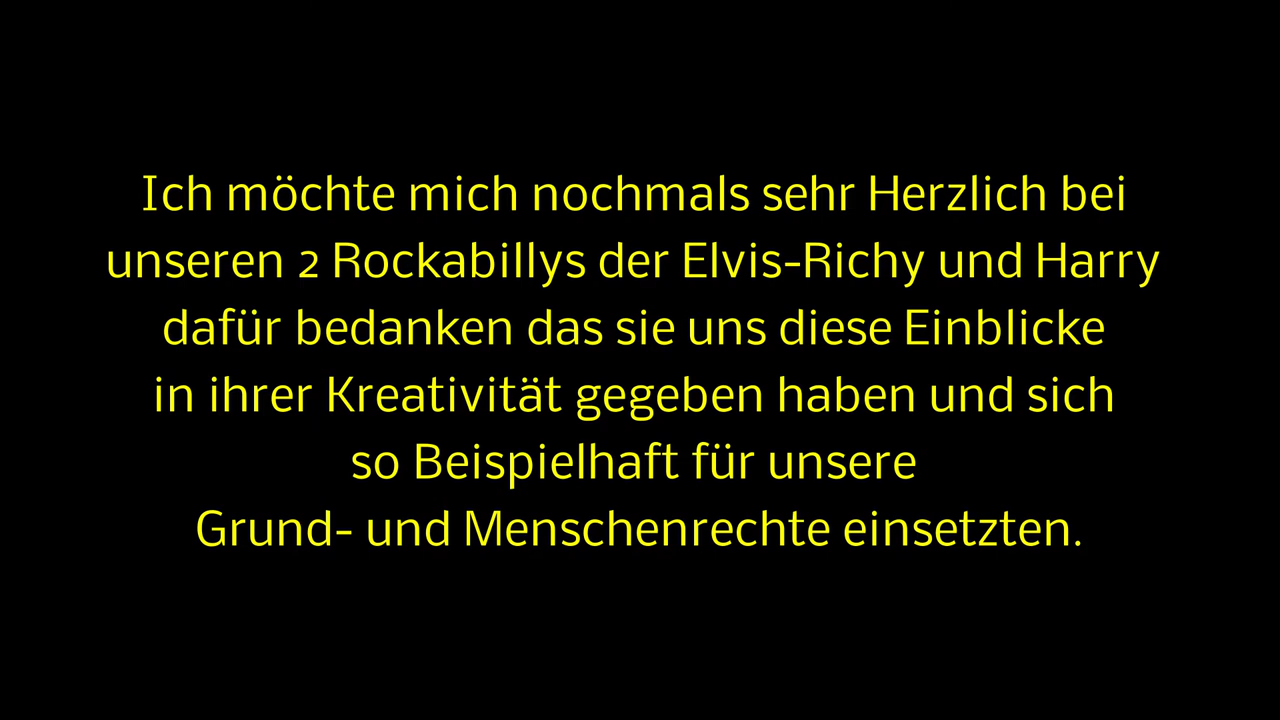 Ich möchte mich nochmals sehr Herzlich bei
unseren 2 Rockabillys der Elvis-Richy und Harry
dafür bedanken das sie uns diese Einblicke
in ihrer Kreativität gegeben haben und sich
so Beispielhaft für unsere
Grund- und Menschenrechte einsetzten.